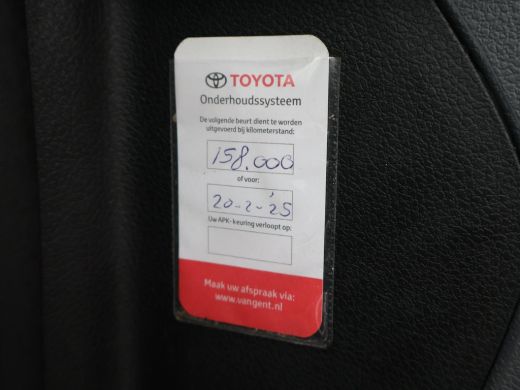 TOYOTA
Onderhoudssysteem
De volgende beurt dient te worden
uitgevoerd bij kilometerstand:
158.000
of voor:
20-2-'25
Uw APK-keuring verloopt op:
Maak uw afspraak via:
www.vangent.nl